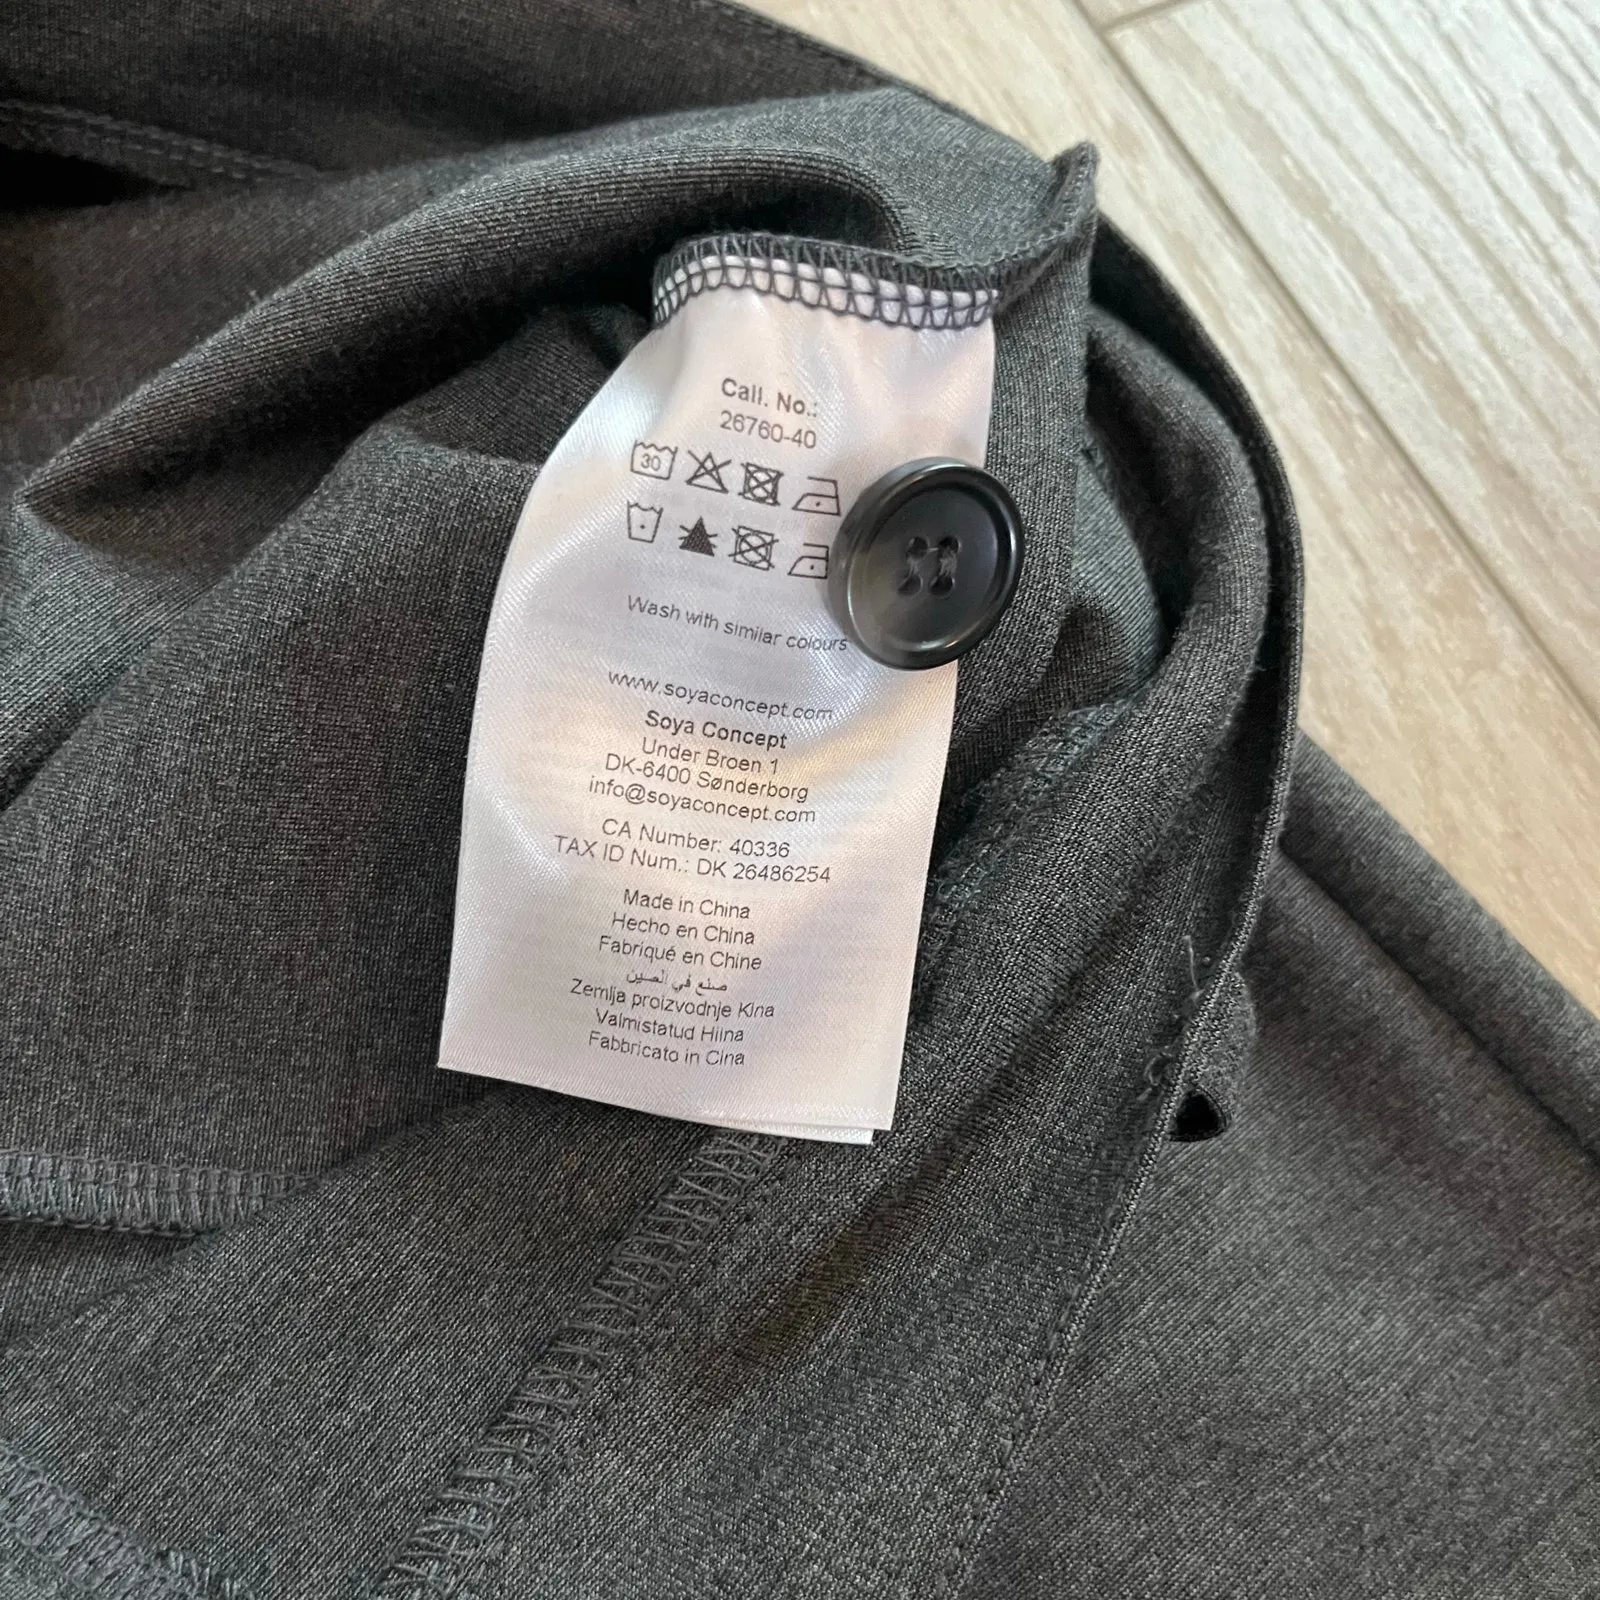 Call. No.:
26760-40
30
Wash with similar colours
www.soyaconcept.com
Soya Concept
Under Broen 1
DK-6400 Sønderborg
info@soyaconcept.com
CA Number: 40336
TAX ID Num.: DK 26486254
Made in China
Hecho en China
Fabriqué en Chine
صنع في الصين
Zemlja proizvodnje Kina
Valmistatud Hiina
Fabbricato in Cina